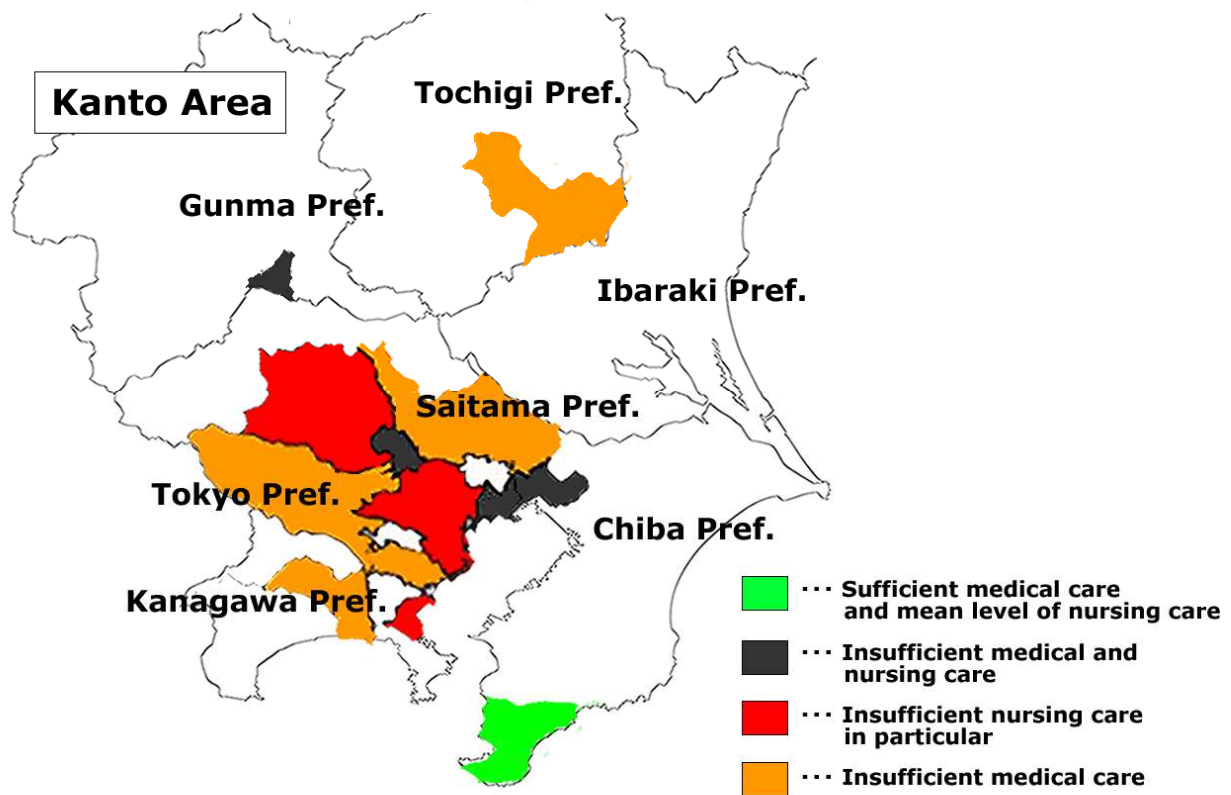 Kanto Area
Tochigi Pref.
Gunma Pref.
Ibaraki Pref.
Saitama Pref.
Tokyo Pref.
Chiba Pref.
Kanagawa Pref.
··· Sufficient medical care
and mean level of nursing care
··· Insufficient medical and
nursing care
··· Insufficient nursing care
in particular
··· Insufficient medical care